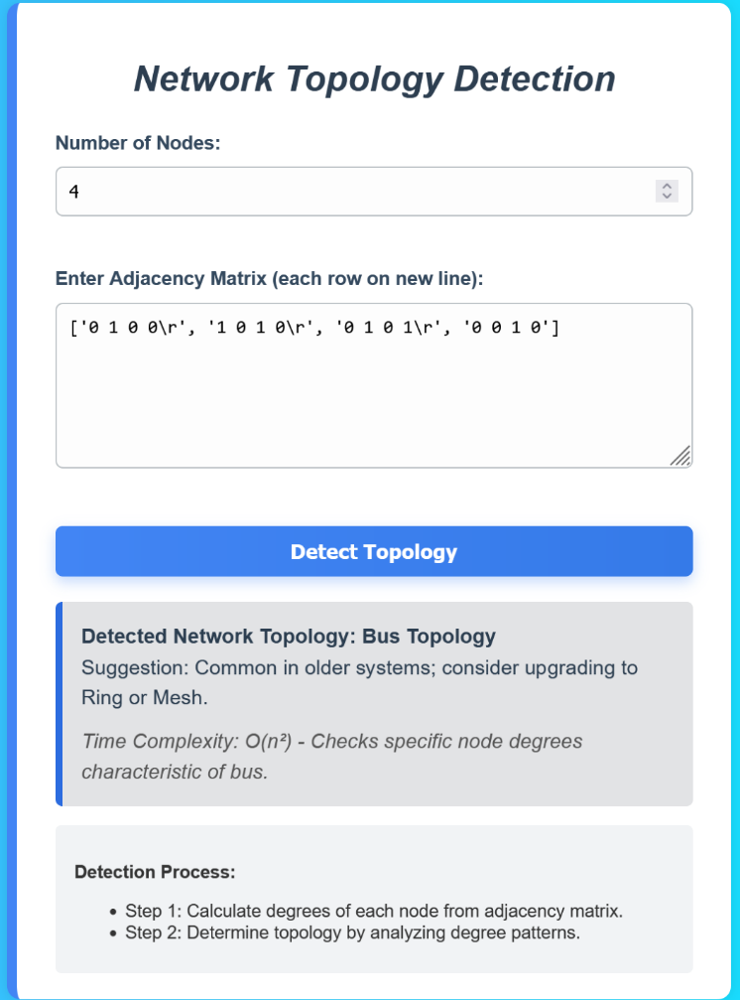 Network Topology Detection
Number of Nodes:
4
Enter Adjacency Matrix (each row on new line):
['0 1 0 0\r', '1 0 1 0\r', '0 1 0 1\r', '0 0 1 0']
Detect Topology
Detected Network Topology: Bus Topology
Suggestion: Common in older systems; consider upgrading to
Ring or Mesh.
Time Complexity: O(n²) - Checks specific node degrees
characteristic of bus.
Detection Process:
• Step 1: Calculate degrees of each node from adjacency matrix.
• Step 2: Determine topology by analyzing degree patterns.